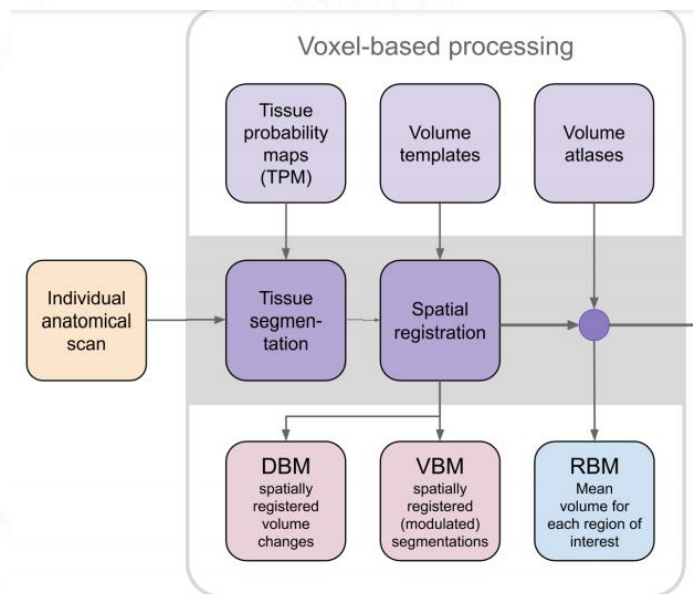 Voxel-based processing
Tissue
probability
maps
(TPM)
Volume
templates
Volume
atlases
Individual
anatomical
scan
Tissue
segmen-
tation
Spatial
registration
DBM
spatially
registered
volume
changes
VBM
spatially
registered
(modulated)
segmentations
RBM
Mean
volume for
each region of
interest